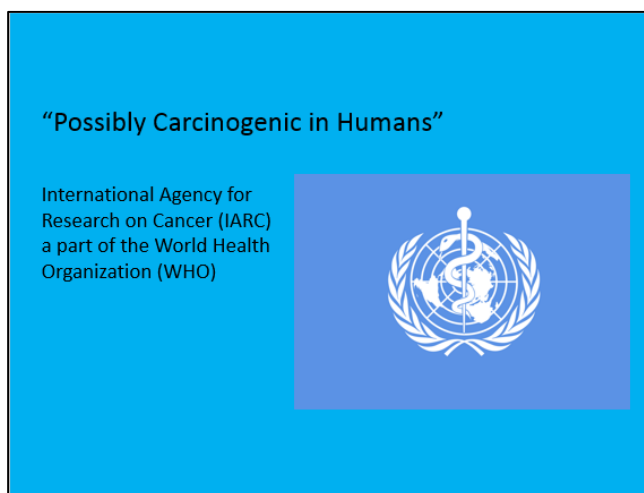 “Possibly Carcinogenic in Humans”
International Agency for
Research on Cancer (IARC)
a part of the World Health
Organization (WHO)